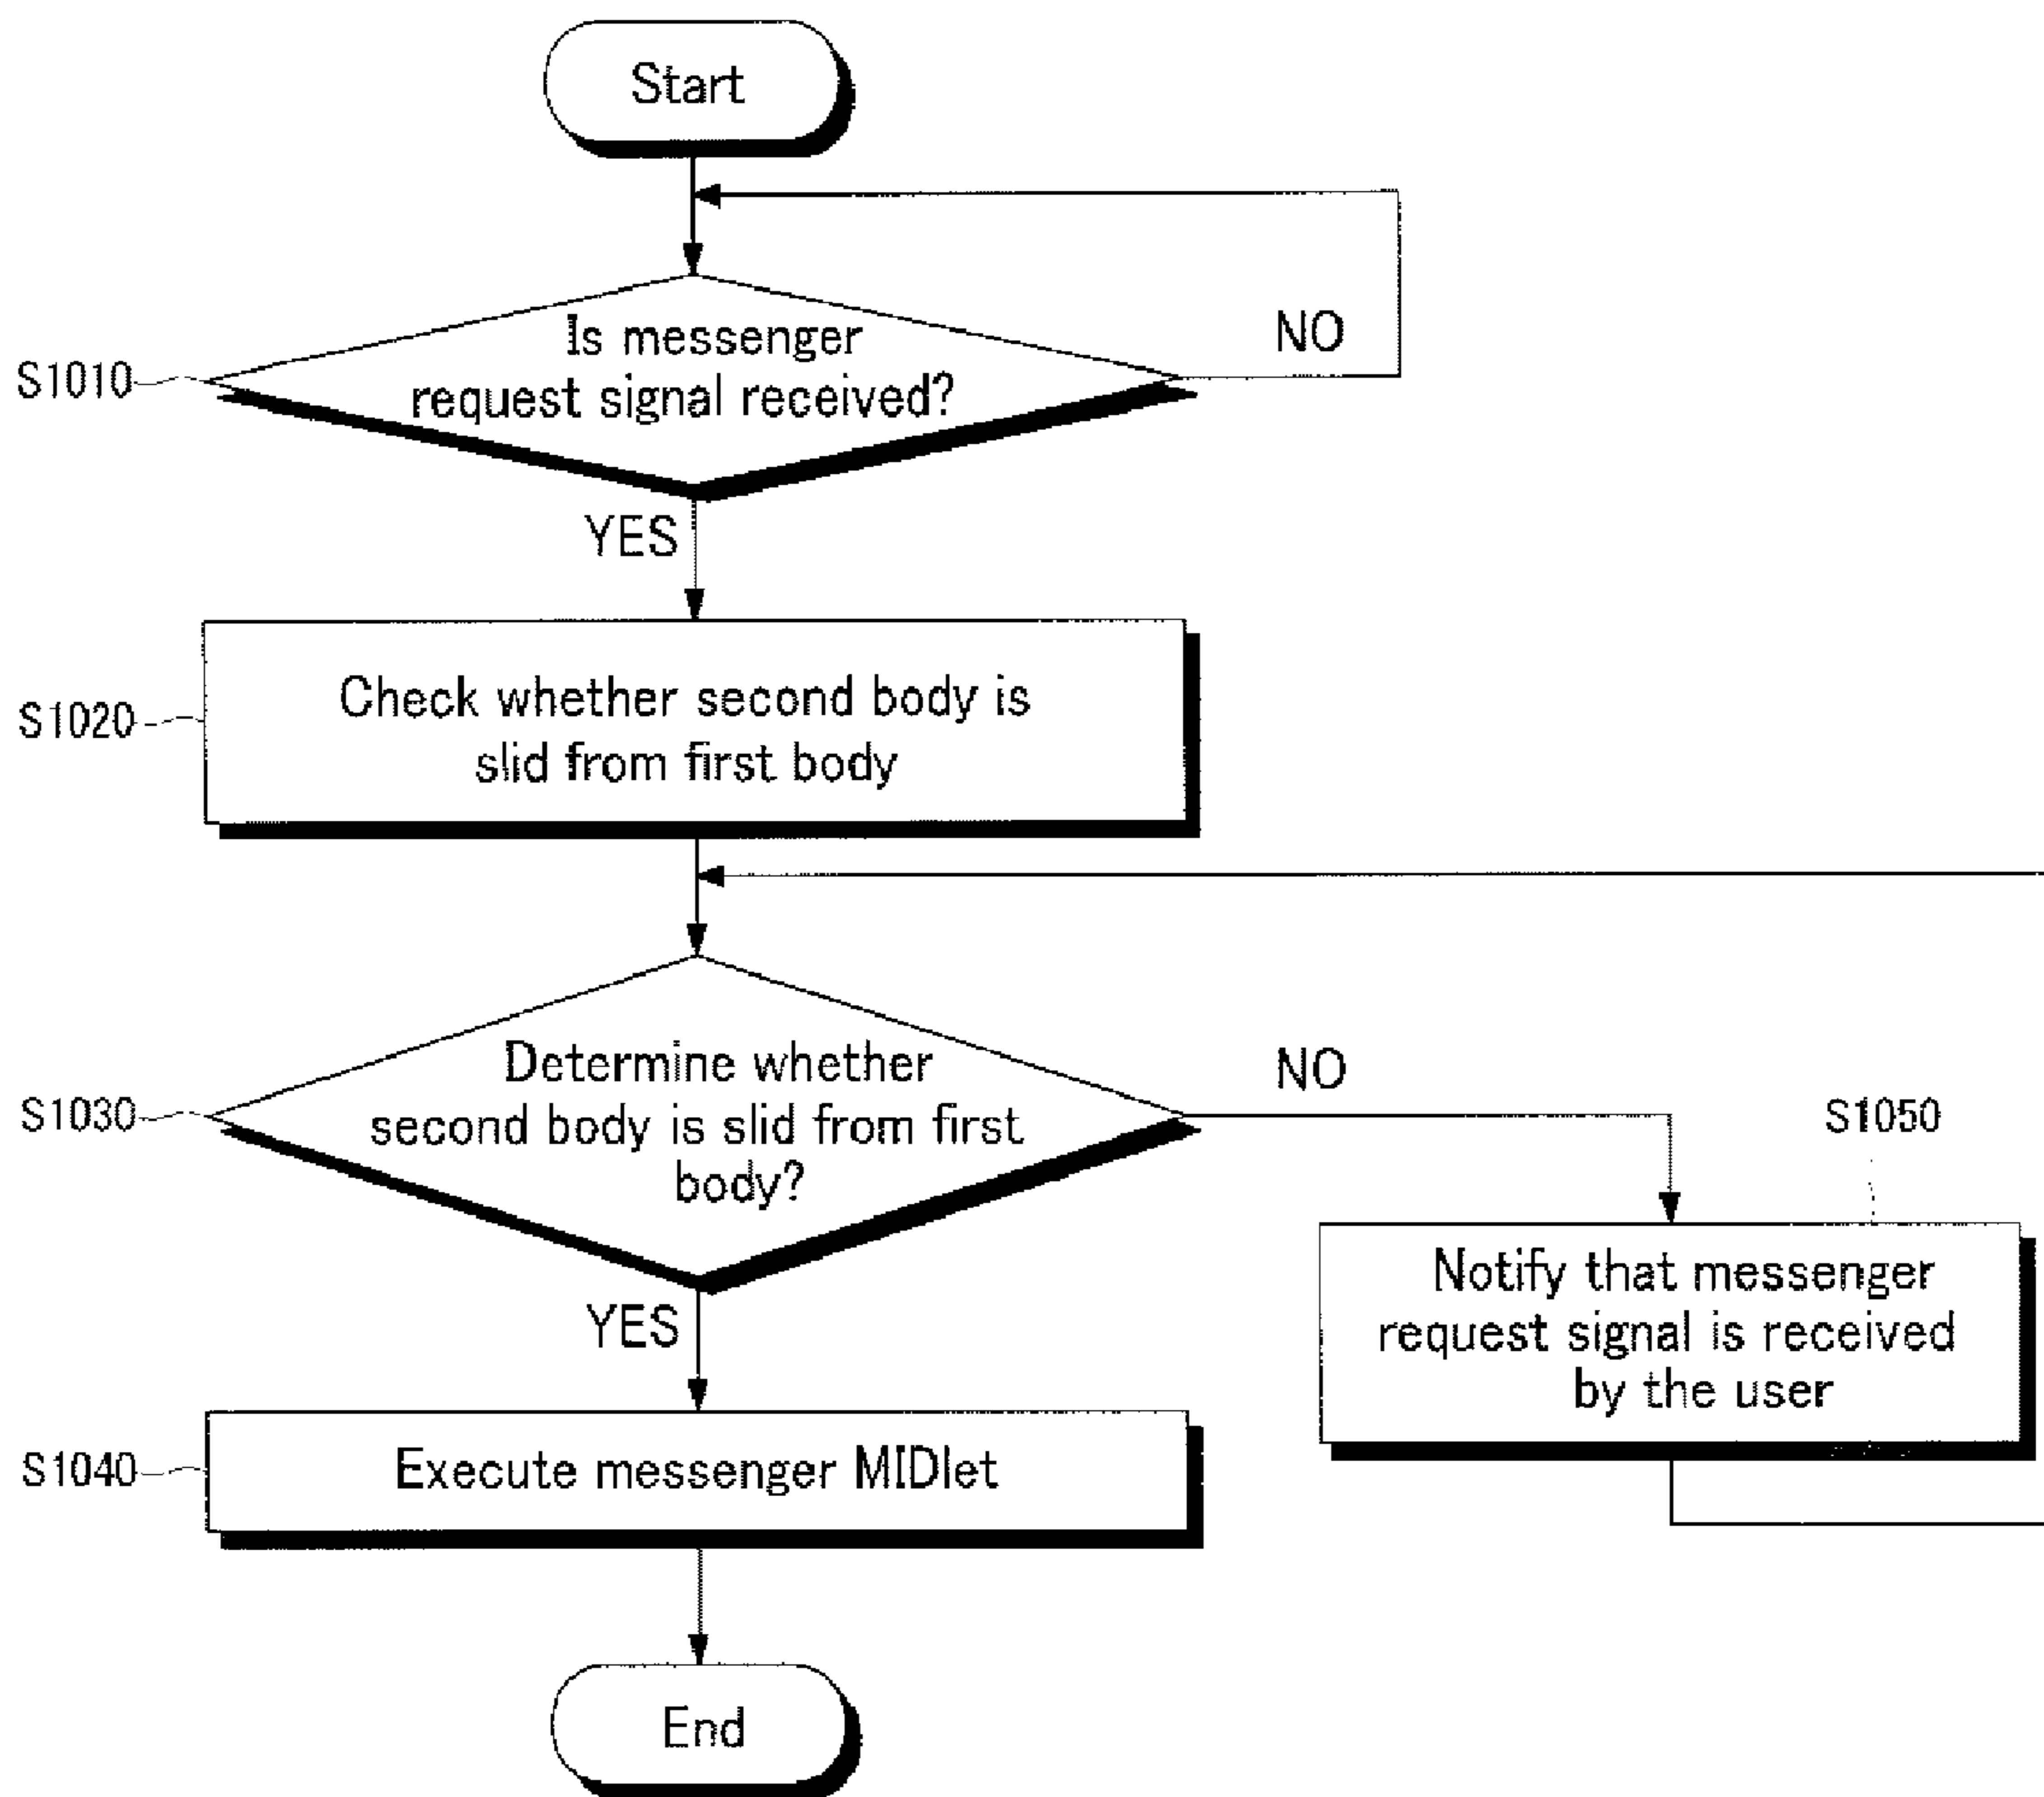 Start
Is messenger
request signal received?
NO
S1010
YES
Check whether second body is
slid from first body
S1020
Determine whether
second body is slid from first
body?
NO
S1030
S1050
Notify that messenger
request signal is received
by the user
YES
Execute messenger MIDlet
S1040
End